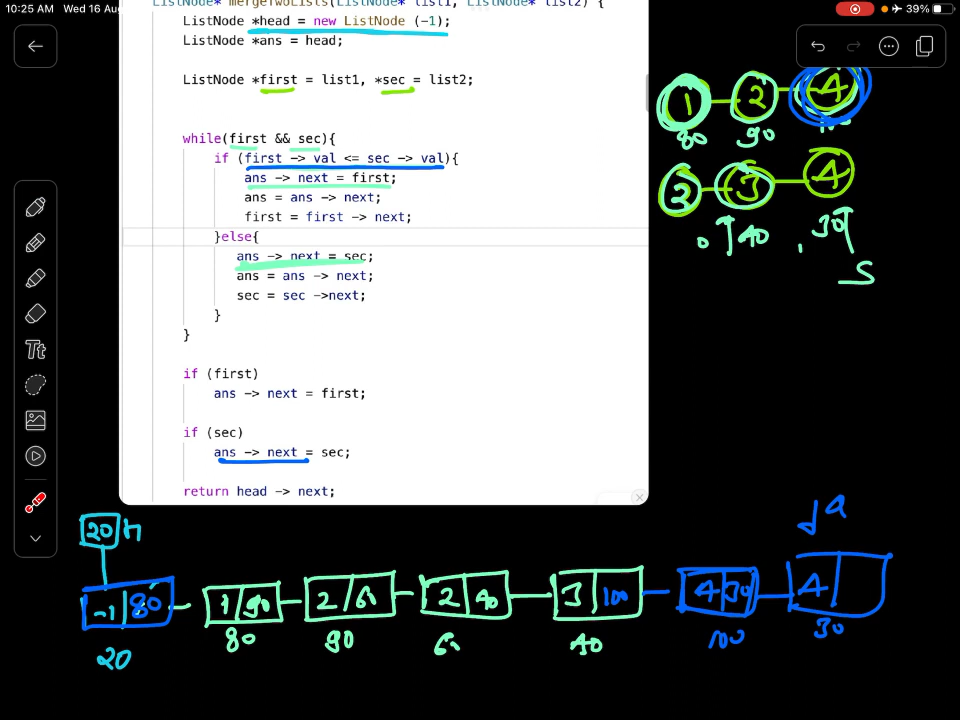 10:25 AM Wed 16 Aug
39%
ListNode* mergeTwoLists(ListNode* list1, ListNode* list2) {
ListNode *head = new ListNode (-1);
ListNode *ans = head;
ListNode *first = list1, *sec = list2;
while(first && sec){
if (first -> val <= sec -> val){
ans -> next = first;
ans = ans -> next;
first = first -> next;
}else{
ans -> next = sec;
ans = ans -> next;
sec = sec ->next;
}
}
if (first)
ans -> next = first;
if (sec)
ans -> next = sec;
return head -> next;
Tt
1 2 4
80 90
2 3 4
40 , 30
S
20 h
-1 80 1 90 2 60 2 40 3 100 4 30 4
20 80 90 60 40 100 30